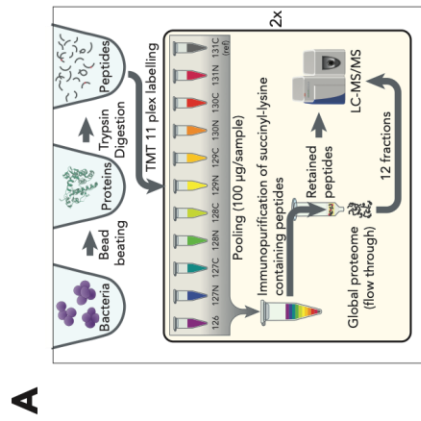 A
Bacteria
Bead
beating
Proteins
Trypsin
Digestion
Peptides
TMT 11 plex labelling
2x
126
127N
127C
128N
128C
129N
129C
130N
130C
131N
131C
(ref)
Pooling (100 µg/sample)
Immunopurification of succinyl-lysine
containing peptides
Retained
peptides
LC-MS/MS
Global proteome
(flow through)
12 fractions